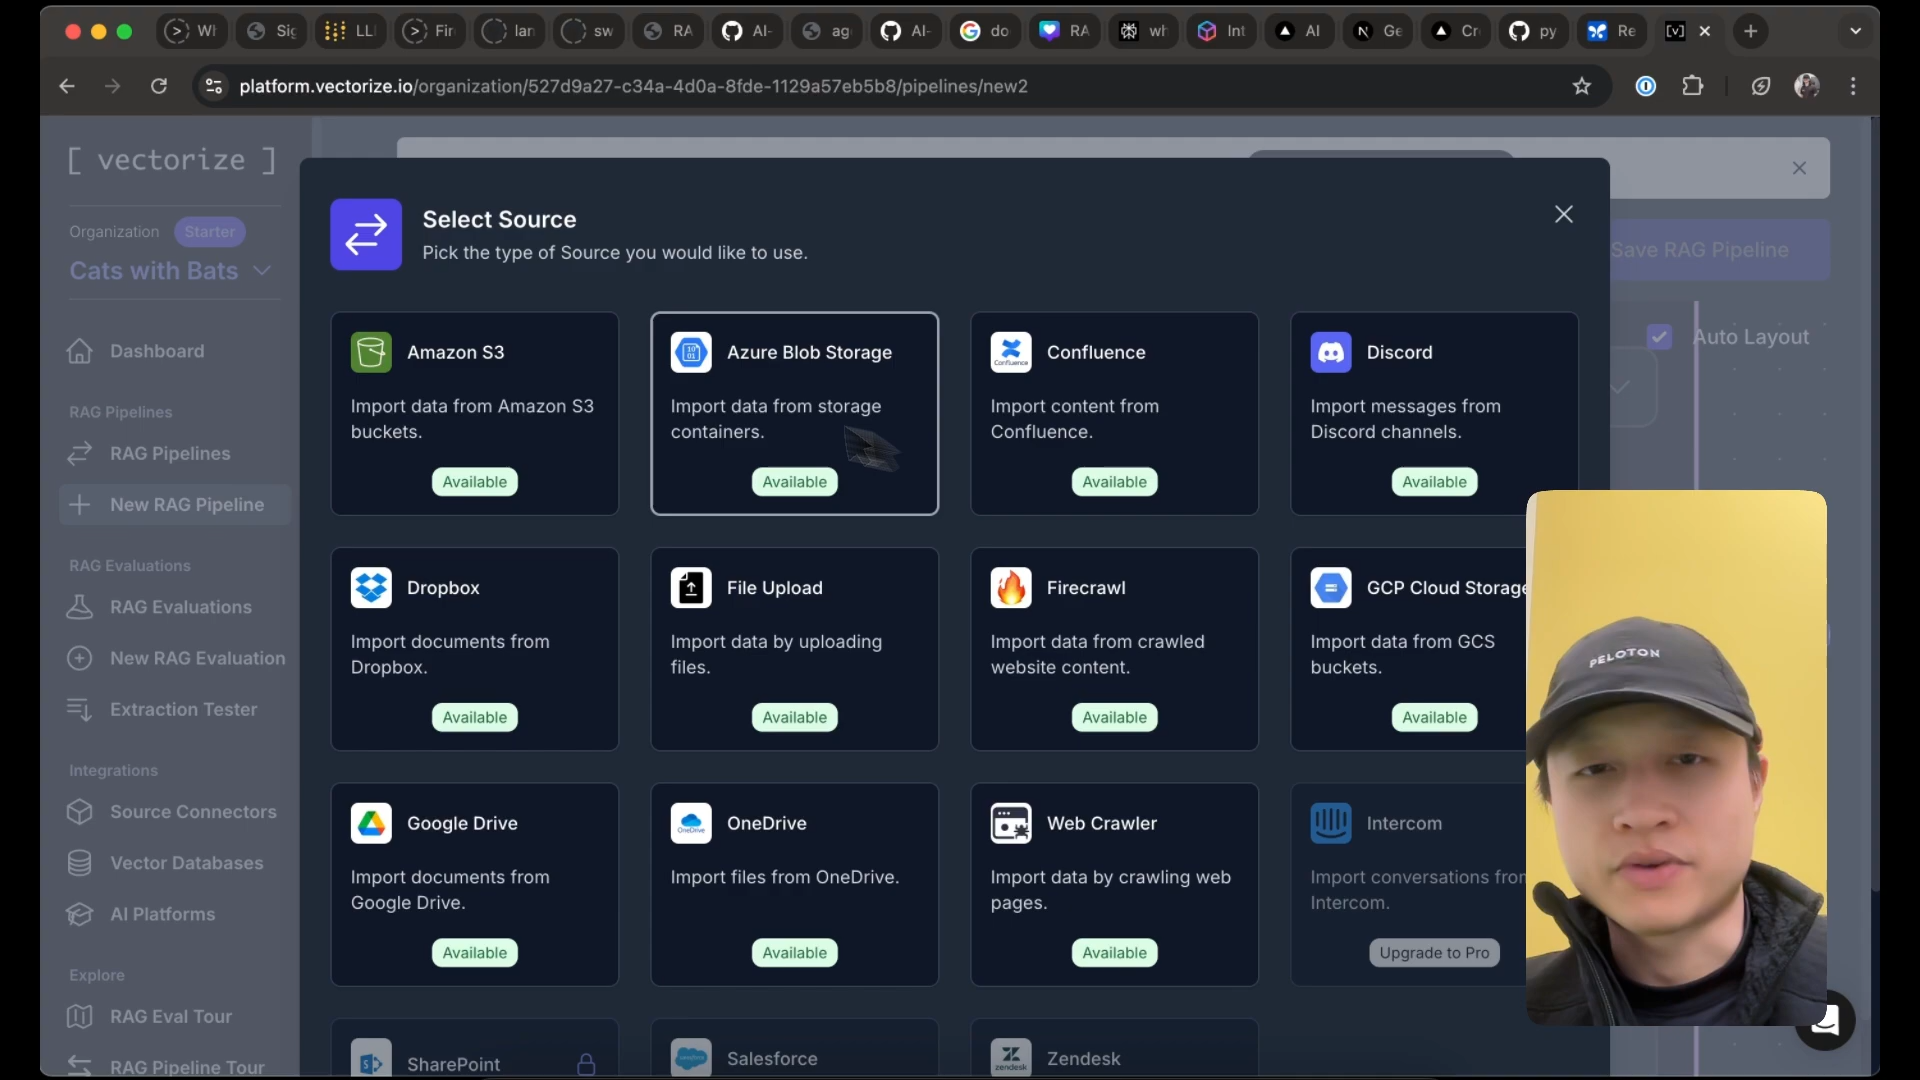 Wh
Sig
LLI
Fir
lan
sw
RA
AI-
ag
AI-
do
RA
wh
Int
AI
Ge
Cr
py
Re
[v]
platform.vectorize.io/organization/527d9a27-c34a-4d0a-8fde-1129a57eb5b8/pipelines/new2
[ vectorize ]
Organization Starter
Cats with Bats
Dashboard
RAG Pipelines
RAG Pipelines
New RAG Pipeline
RAG Evaluations
RAG Evaluations
New RAG Evaluation
Extraction Tester
Integrations
Source Connectors
Vector Databases
AI Platforms
Explore
RAG Eval Tour
RAG Pipeline Tour
Save RAG Pipeline
Auto Layout
Select Source
Pick the type of Source you would like to use.
Amazon S3
Import data from Amazon S3
buckets.
Available
Azure Blob Storage
Import data from storage
containers.
Available
Confluence
Import content from
Confluence.
Available
Discord
Import messages from
Discord channels.
Available
Dropbox
Import documents from
Dropbox.
Available
File Upload
Import data by uploading
files.
Available
Firecrawl
Import data from crawled
website content.
Available
GCP Cloud Storage
Import data from GCS
buckets.
Available
Google Drive
Import documents from
Google Drive.
Available
OneDrive
OneDrive
Import files from OneDrive.
Available
Web Crawler
Import data by crawling web
pages.
Available
Intercom
Import conversations from
Intercom.
Upgrade to Pro
SharePoint
Salesforce
zendesk
Zendesk
PELOTON